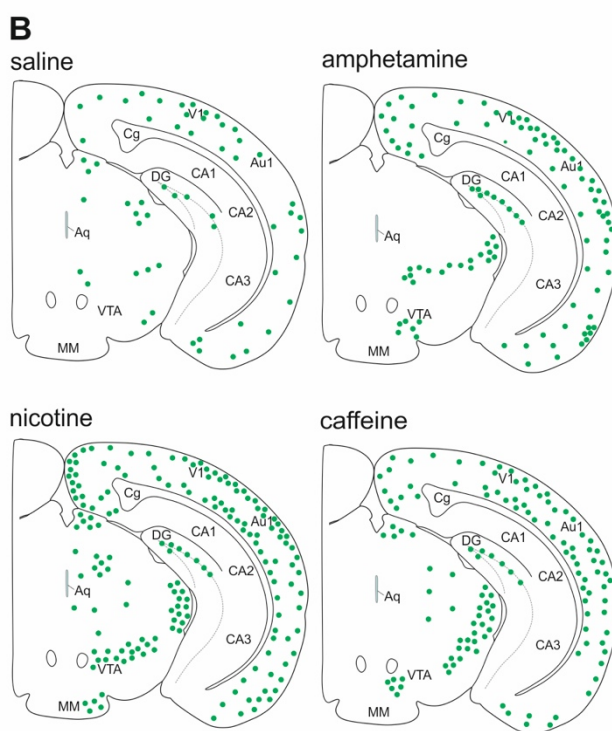 B
saline
V1
Cg
Au1
DG
CA1
CA2
Aq
CA3
VTA
MM
amphetamine
V1
Cg
Au1
DG
CA1
CA2
Aq
CA3
VTA
MM
nicotine
V1
Cg
Au1
DG
CA1
CA2
Aq
CA3
VTA
MM
caffeine
V1
Cg
Au1
DG
CA1
CA2
Aq
CA3
VTA
MM